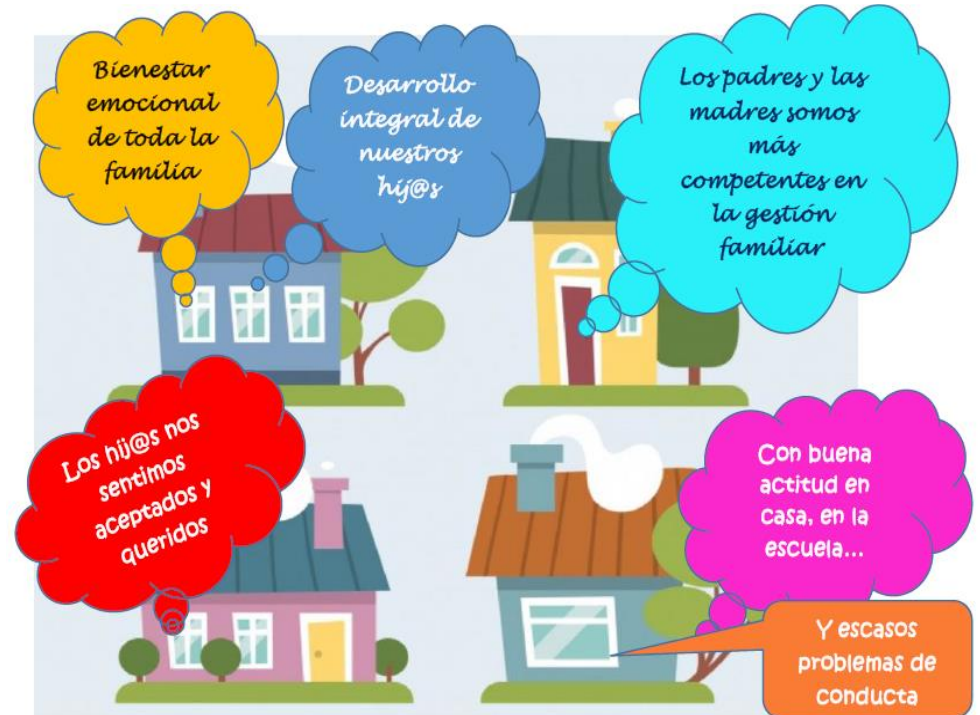 Bienestar
emocional
de toda la
familia
Desarrollo
integral de
nuestros
hij@s
Los padres y las
madres somos
más
competentes en
la gestión
familiar
Los hij@s nos
sentimos
aceptados y
queridos
Con buena
actitud en
casa, en la
escuela...
Y escasos
problemas de
conducta